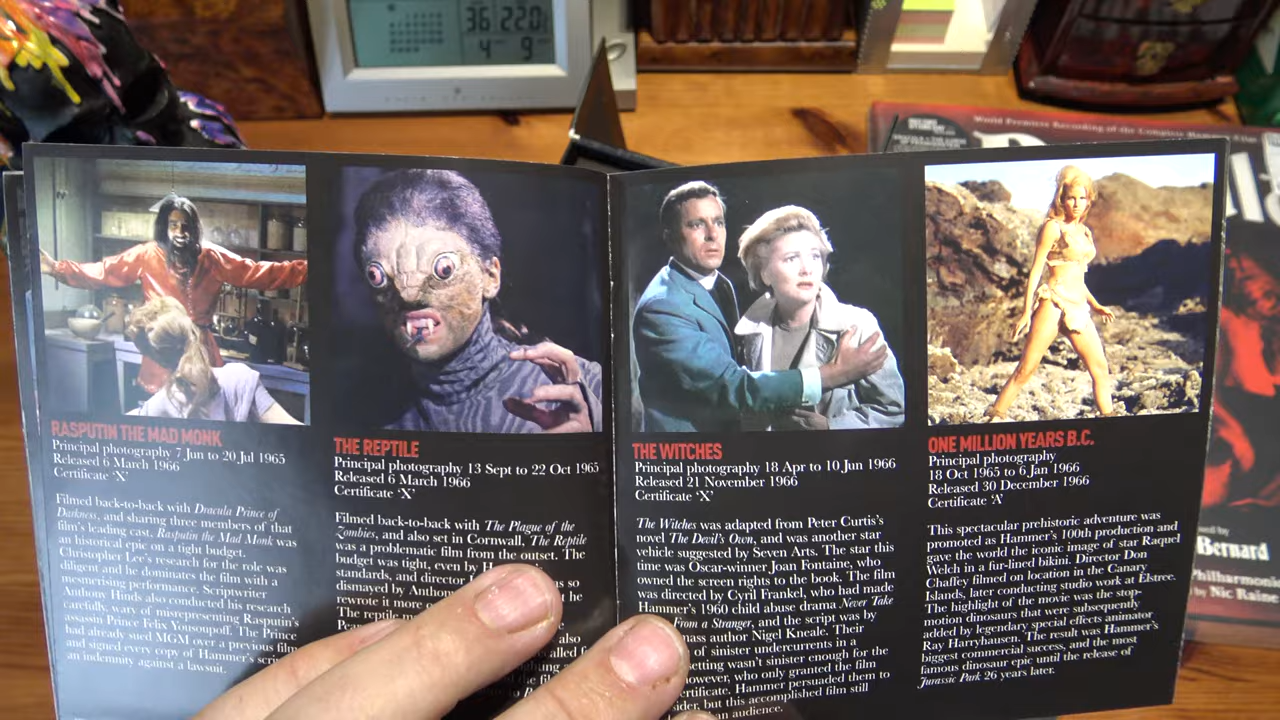 36 220
4 9
World Premiere Recording of the Complete
RASPUTIN THE MAD MONK
Principal photography 7 Jun to 20 Jul 1965
Released 6 March 1966
Certificate ‘X’
Filmed back-to-back with Dracula Prince of
Darkness, and sharing three members of that
film’s leading cast, Rasputin the Mad Monk was
an historical epic on a tight budget.
Christopher Lee’s research for the role was
diligent and he dominates the film with a
mesmerising performance. Scriptwriter
Anthony Hinds also conducted his research
carefully, wary of misrepresenting Rasputin’s
assassin Prince Felix Yousoupoff. The Prince
had already sued MGM over a previous film
and signed every copy of Hammer’s
an indemnity against a lawsuit.
THE REPTILE
Principal photography 13 Sept to 22 Oct 1965
Released 6 March 1966
Certificate ‘X’
Filmed back-to-back with The Plague of the
Zombies, and also set in Cornwall, The Reptile
was a problematic film from the outset. The
budget was tight, even by
standards, and director as so
dismayed by Anthony
rewrote it more
The reptile
also
THE WITCHES
Principal photography 18 Apr to 10 Jun 1966
Released 21 November 1966
Certificate ‘X’
The Witches was adapted from Peter Curtis’s
novel The Devil’s Own, and was another star
vehicle suggested by Seven Arts. The star this
time was Oscar-winner Joan Fontaine, who
owned the screen rights to the book. The film
was directed by Cyril Frankel, who had made
Hammer’s 1960 child abuse drama Never Take
From a Stranger, and the script was by
author Nigel Kneale. Their
of sinister undercurrents in
setting wasn’t sinister enough for the
who only granted the film
Hammer persuaded them to
but this accomplished film still
an audience.
ONE MILLION YEARS B.C.
Principal photography
18 Oct 1965 to 6 Jan 1966
Released 30 December 1966
Certificate ‘A’
This spectacular prehistoric adventure was
promoted as Hammer’s 100th production and
gave the world the iconic image of star Raquel
Welch in a fur-lined bikini. Director Don
Chaffey filmed on location in the Canary
Islands, later conducting studio work at Elstree.
The highlight of the movie was the stop-
motion dinosaurs that were subsequently
added by legendary special effects animator
Ray Harryhausen. The result was Hammer’s
biggest commercial success, and the most
famous dinosaur epic until the release of
Jurassic Park 26 years later.
Bernard
Nic Raine